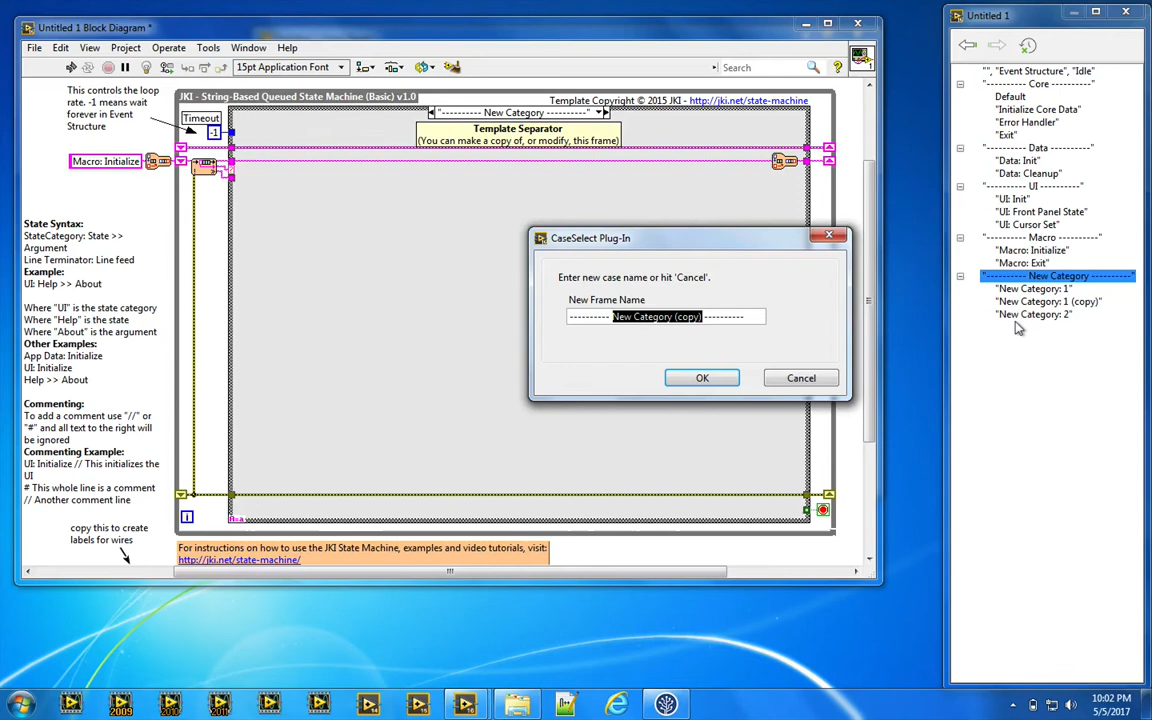 Untitled 1 Block Diagram *
File Edit View Project Operate Tools Window Help
15pt Application Font
Search
This controls the loop
rate. -1 means wait
forever in Event
Structure
Macro: Initialize
State Syntax:
StateCategory: State >>
Argument
Line Terminator: Line feed
Example:
UI: Help >> About
Where "UI" is the state category
Where "Help" is the state
Where "About" is the argument
Other Examples:
App Data: Initialize
UI: Initialize
Help >> About
Commenting:
To add a comment use "//" or
"#" and all text to the right will
be ignored
Commenting Example:
UI: Initialize // This initializes the
UI
# This whole line is a comment
// Another comment line
copy this to create
labels for wires
JKI - String-Based Queued State Machine (Basic) v1.0
Template Copyright © 2015 JKI - http://jki.net/state-machine
Timeout
-1
"---------- New Category ----------"
Template Separator
(You can make a copy of, or modify, this frame)
i
For instructions on how to use the JKI State Machine, examples and video tutorials, visit:
http://jki.net/state-machine/
CaseSelect Plug-In
Enter new case name or hit 'Cancel'.
New Frame Name
---------- New Category (copy) ----------
OK Cancel
Untitled 1
"", "Event Structure", "Idle"
"---------- Core ----------"
Default
"Initialize Core Data"
"Error Handler"
"Exit"
"---------- Data ----------"
"Data: Init"
"Data: Cleanup"
"---------- UI ----------"
"UI: Init"
"UI: Front Panel State"
"UI: Cursor Set"
"---------- Macro ----------"
"Macro: Initialize"
"Macro: Exit"
"---------- New Category ----------"
"New Category: 1"
"New Category: 1 (copy)"
"New Category: 2"
2009 2010 2011 14 15 16
10:02 PM
5/5/2017